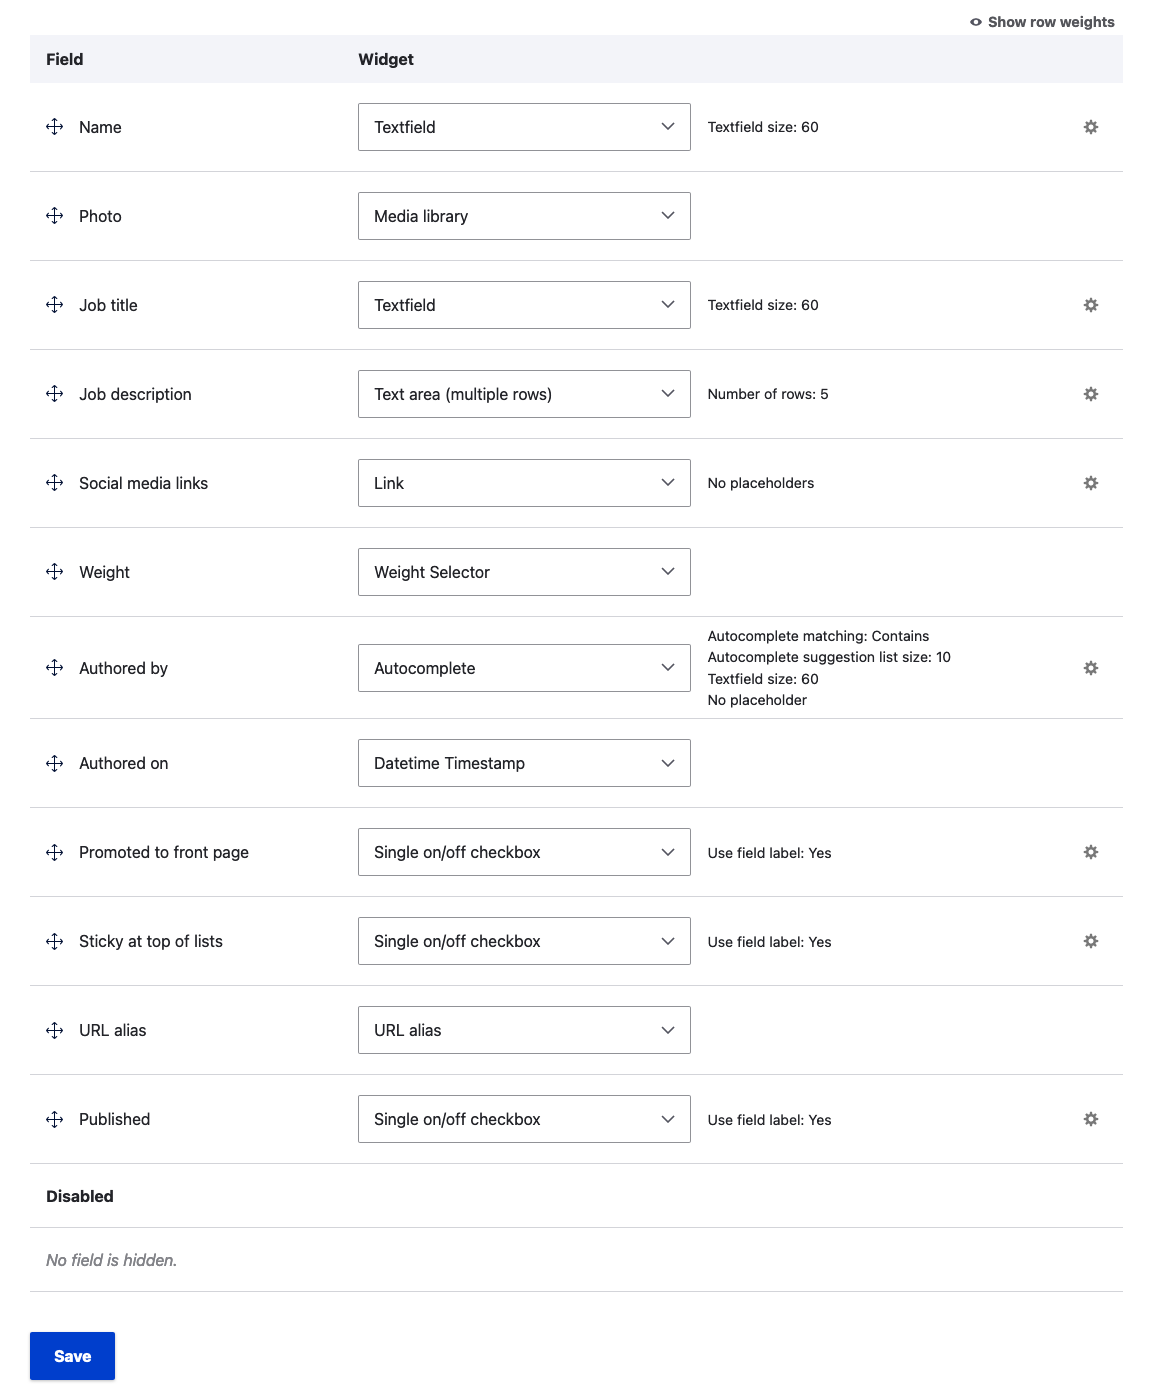 Show row weights
Field Widget
Name Textfield Textfield size: 60
Photo Media library
Job title Textfield Textfield size: 60
Job description Text area (multiple rows) Number of rows: 5
Social media links Link No placeholders
Weight Weight Selector
Authored by Autocomplete Autocomplete matching: Contains
Autocomplete suggestion list size: 10
Textfield size: 60
No placeholder
Authored on Datetime Timestamp
Promoted to front page Single on/off checkbox Use field label: Yes
Sticky at top of lists Single on/off checkbox Use field label: Yes
URL alias URL alias
Published Single on/off checkbox Use field label: Yes
Disabled
No field is hidden.
Save